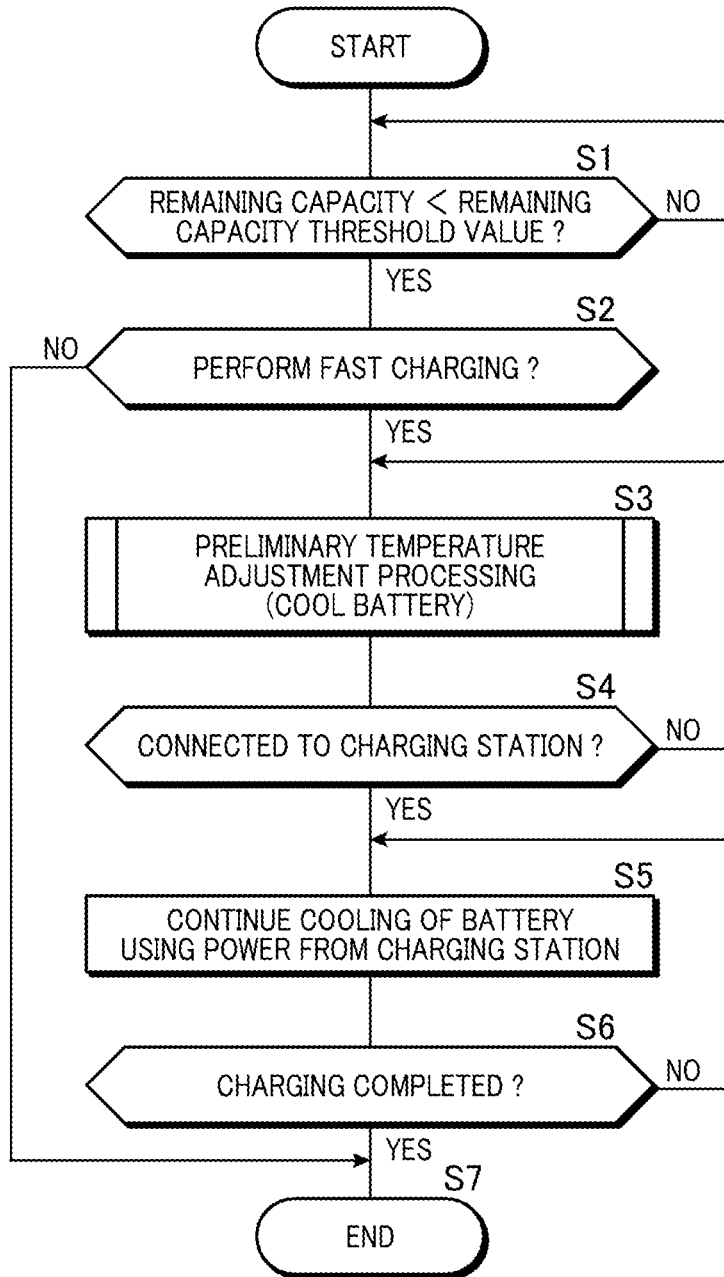 START
S1
REMAINING CAPACITY < REMAINING
CAPACITY THRESHOLD VALUE ?
NO
YES
S2
NO
PERFORM FAST CHARGING ?
YES
S3
PRELIMINARY TEMPERATURE
ADJUSTMENT PROCESSING
(COOL BATTERY)
S4
CONNECTED TO CHARGING STATION ?
NO
YES
S5
CONTINUE COOLING OF BATTERY
USING POWER FROM CHARGING STATION
S6
CHARGING COMPLETED ?
NO
YES
S7
END